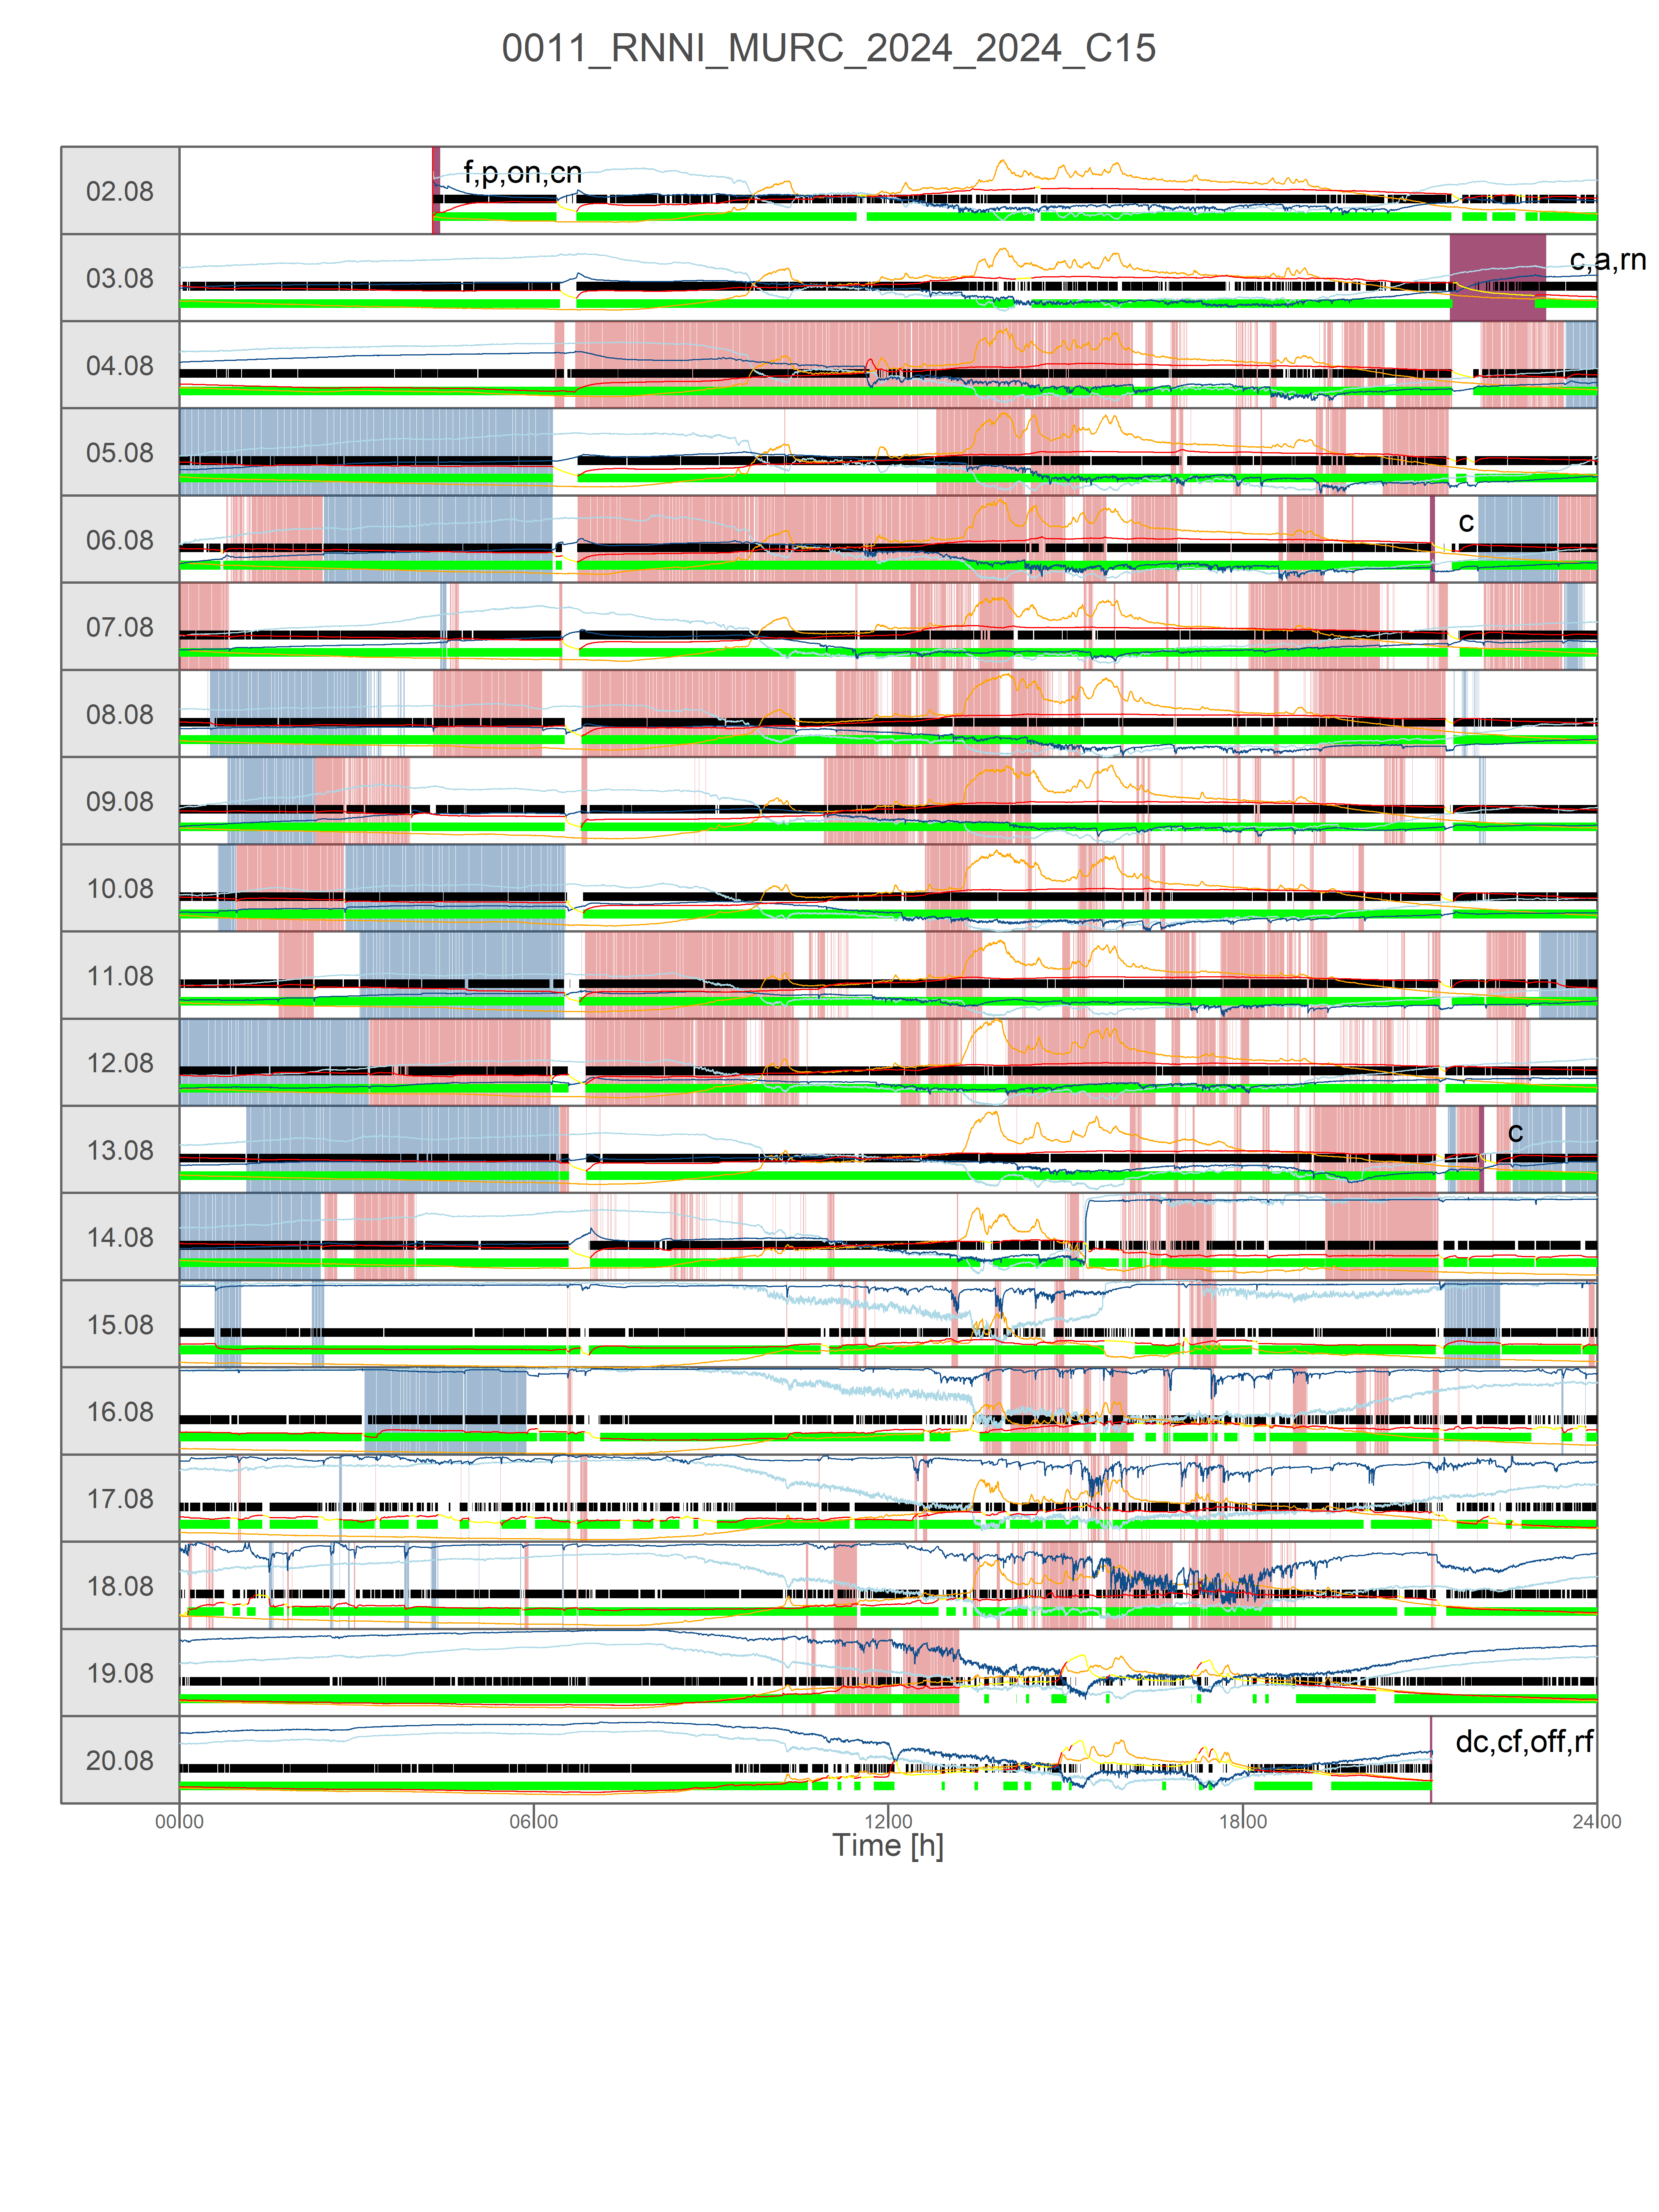 0011_RNNI_MURC_2024_2024_C15
02.08
f,p,on,cn
03.08
c,a,rn
04.08
05.08
06.08
c
07.08
08.08
09.08
10.08
11.08
12.08
13.08
c
14.08
15.08
16.08
17.08
18.08
19.08
20.08
dc,cf,off,rf
00:00 06:00 12:00 18:00 24:00
Time [h]